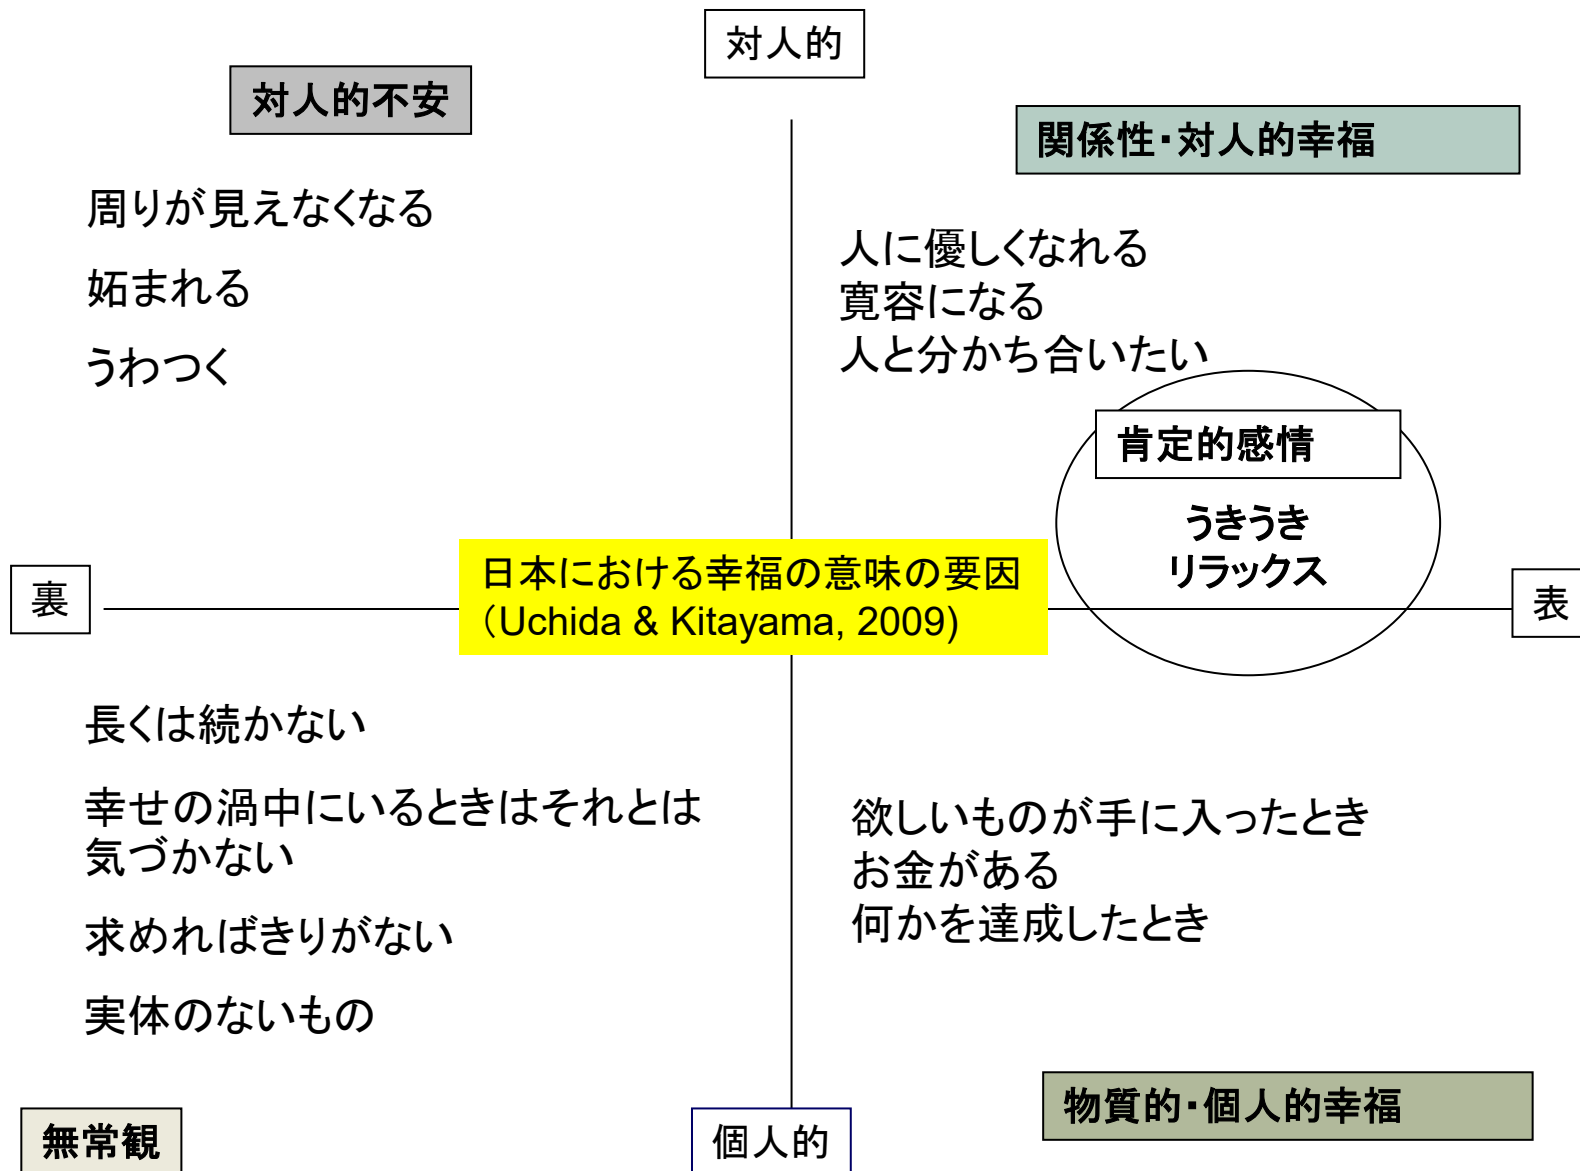 対人的
対人的不安
関係性・対人的幸福
周りが見えなくなる
妬まれる
うわつく
人に優しくなれる
寛容になる
人と分かち合いたい
肯定的感情
うきうき
リラックス
裏
日本における幸福の意味の要因
（Uchida & Kitayama, 2009)
表
長くは続かない
幸せの渦中にいるときはそれとは
気づかない
求めればきりがない
実体のないもの
欲しいものが手に入ったとき
お金がある
何かを達成したとき
無常観
個人的
物質的・個人的幸福